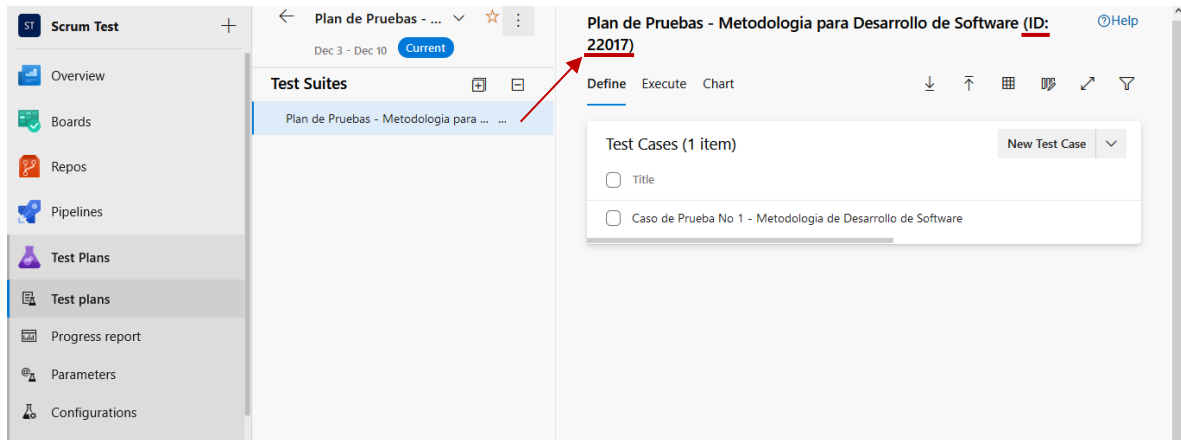 ST Scrum Test +
Overview
Boards
Repos
Pipelines
Test Plans
Test plans
Progress report
Parameters
Configurations
Plan de Pruebas - ...
Dec 3 - Dec 10 Current
Test Suites
Plan de Pruebas - Metodologia para ... ...
Plan de Pruebas - Metodologia para Desarrollo de Software (ID:
22017)
Help
Define Execute Chart
Test Cases (1 item) New Test Case
Title
Caso de Prueba No 1 - Metodologia de Desarrollo de Software